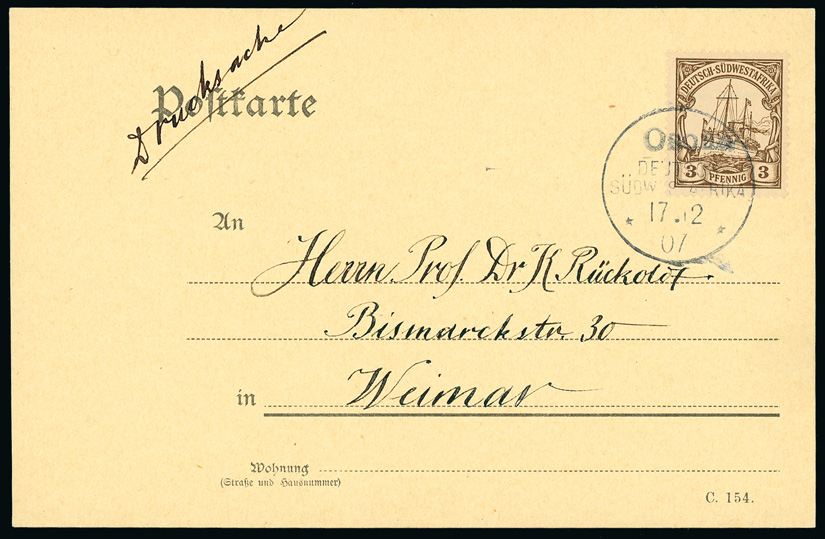 Drucksache
Postkarte
DEUTSCH-SÜDWESTAFRIKA
3 PFENNIG 3
SÜDWESTAFRIKA
17. 12
07
An
Herrn Prof. Dr K
Bismarckstr. 30
in Weimar
Wohnung
(Straße und Hausnummer)
C. 154.